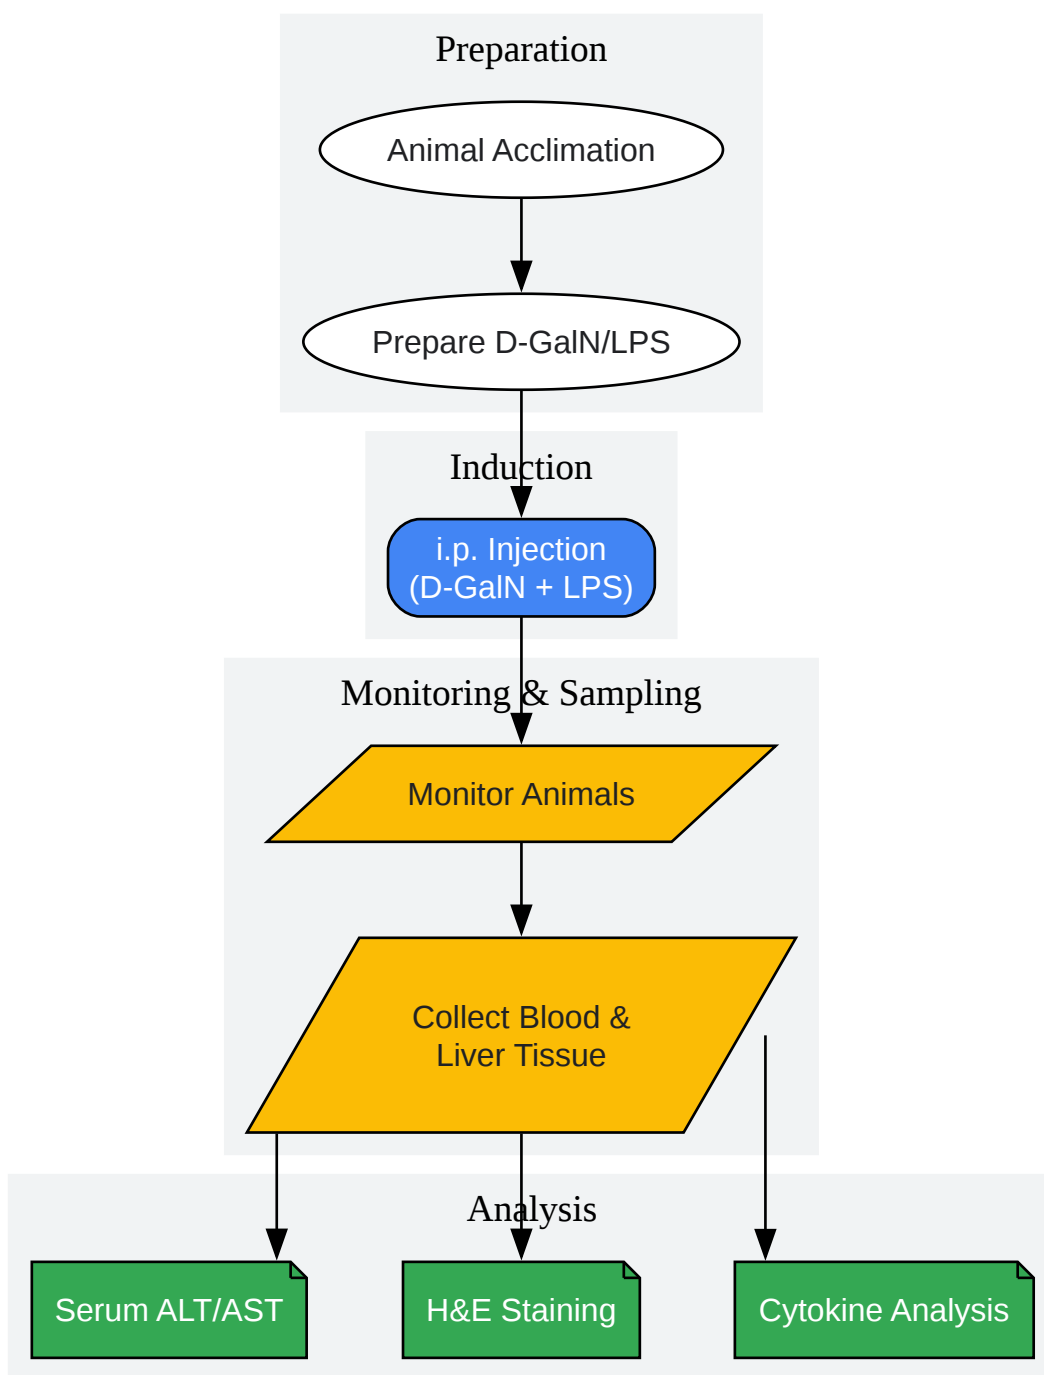 Preparation
Animal Acclimation
Prepare D-GalN/LPS
Induction
i.p. Injection
(D-GalN + LPS)
Monitoring & Sampling
Monitor Animals
Collect Blood &
Liver Tissue
Analysis
Serum ALT/AST
H&E Staining
Cytokine Analysis